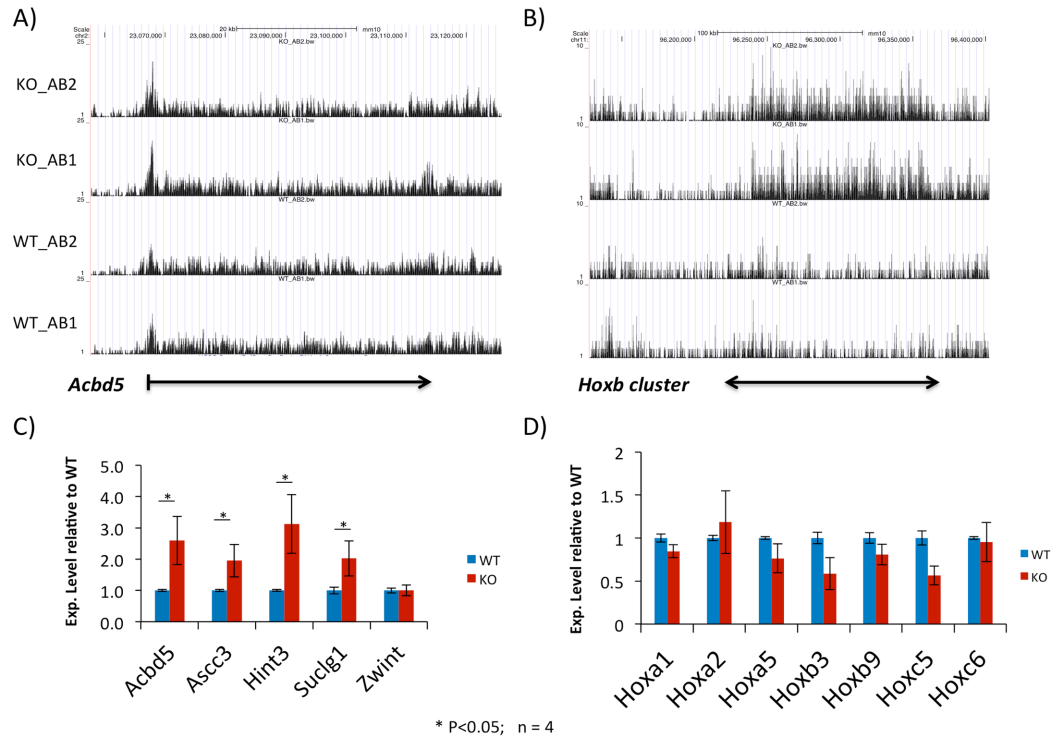 A)
Scale
chr2:
20 kb
mm10
23,070,000
23,080,000
23,090,000
23,100,000
23,110,000
23,120,000
KO_AB2.bw
25
KO_AB2
1
KO_AB1.bw
25
KO_AB1
1
WT_AB2.bw
25
WT_AB2
1
WT_AB1.bw
25
WT_AB1
1
Acbd5
B)
Scale
chr11:
100 kb
mm10
96,200,000
96,250,000
96,300,000
96,350,000
96,400,000
KO_AB2.bw
10
1
KO_AB1.bw
10
1
WT_AB2.bw
10
1
WT_AB1.bw
10
1
Hoxb cluster
C)
Exp. Level relative to WT
5.0
4.0
3.0
2.0
1.0
0.0
*
*
*
*
WT
KO
Acbd5
Ascc3
Hint3
Suclg1
Zwint
D)
Exp. Level relative to WT
2
1.5
1
0.5
0
WT
KO
Hoxa1
Hoxa2
Hoxa5
Hoxb3
Hoxb9
Hoxc5
Hoxc6
* P<0.05; n = 4